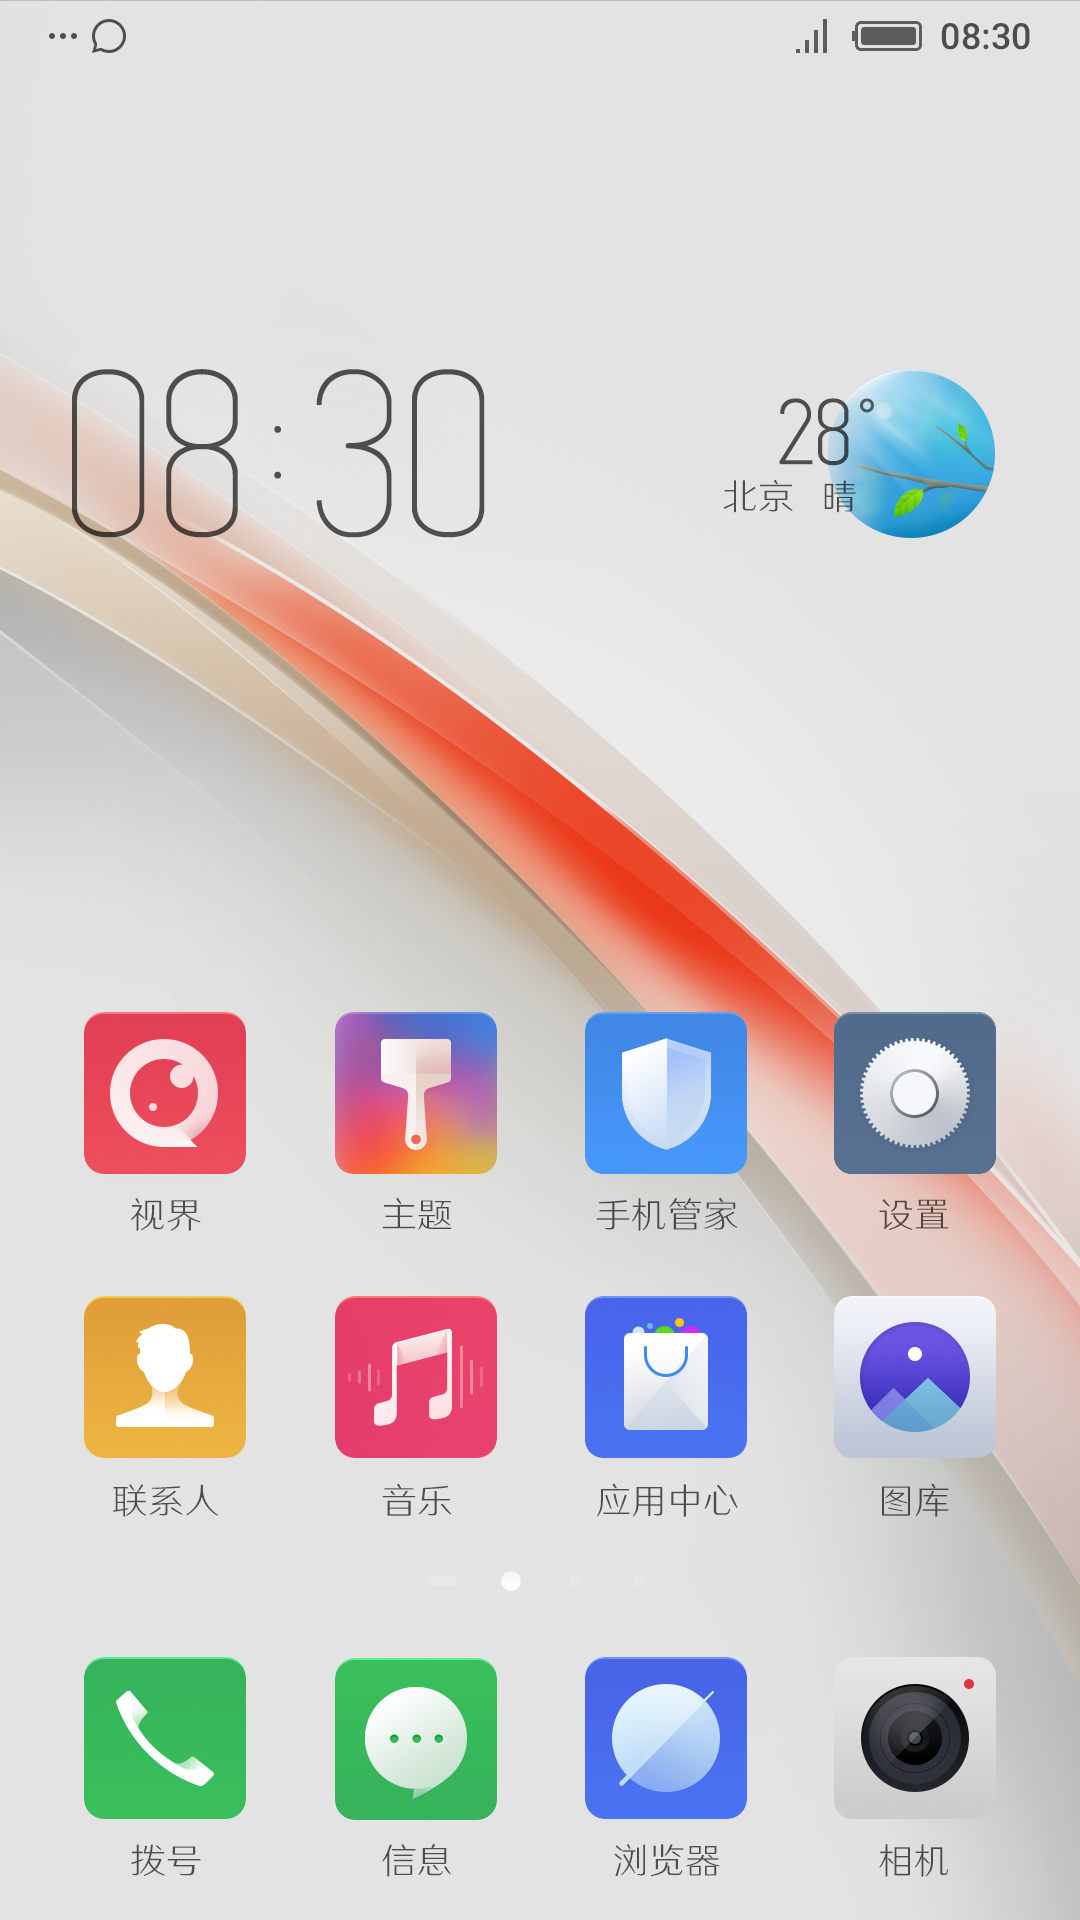 08:30
08:30
28°
北京 晴
视界 主题 手机管家 设置
联系人 音乐 应用中心 图库
拨号 信息 浏览器 相机